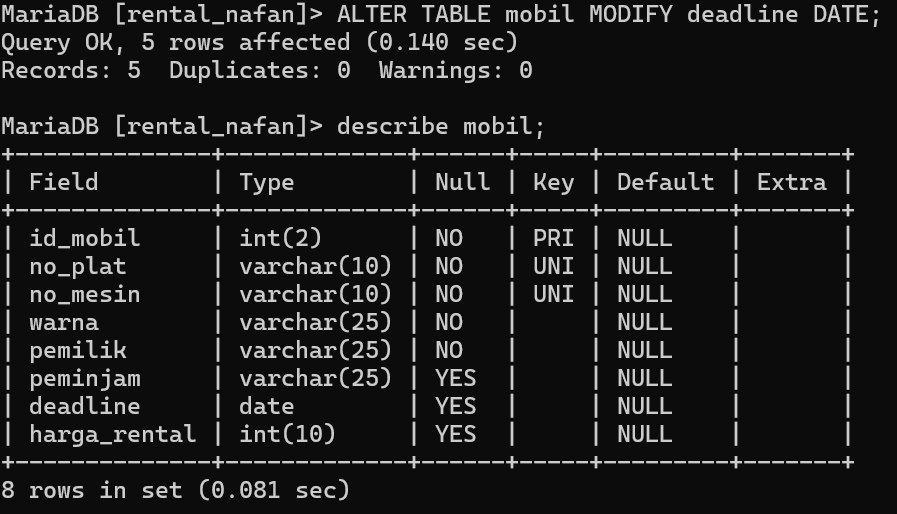 MariaDB [rental_nafan]> ALTER TABLE mobil MODIFY deadline DATE;
Query OK, 5 rows affected (0.140 sec)
Records: 5  Duplicates: 0  Warnings: 0

MariaDB [rental_nafan]> describe mobil;
+--------------+-------------+------+-----+---------+-------+
| Field        | Type        | Null | Key | Default | Extra |
+--------------+-------------+------+-----+---------+-------+
| id_mobil     | int(2)      | NO   | PRI | NULL    |       |
| no_plat      | varchar(10) | NO   | UNI | NULL    |       |
| no_mesin     | varchar(10) | NO   | UNI | NULL    |       |
| warna        | varchar(25) | NO   |     | NULL    |       |
| pemilik      | varchar(25) | NO   |     | NULL    |       |
| peminjam     | varchar(25) | YES  |     | NULL    |       |
| deadline     | date        | YES  |     | NULL    |       |
| harga_rental | int(10)     | YES  |     | NULL    |       |
+--------------+-------------+------+-----+---------+-------+
8 rows in set (0.081 sec)